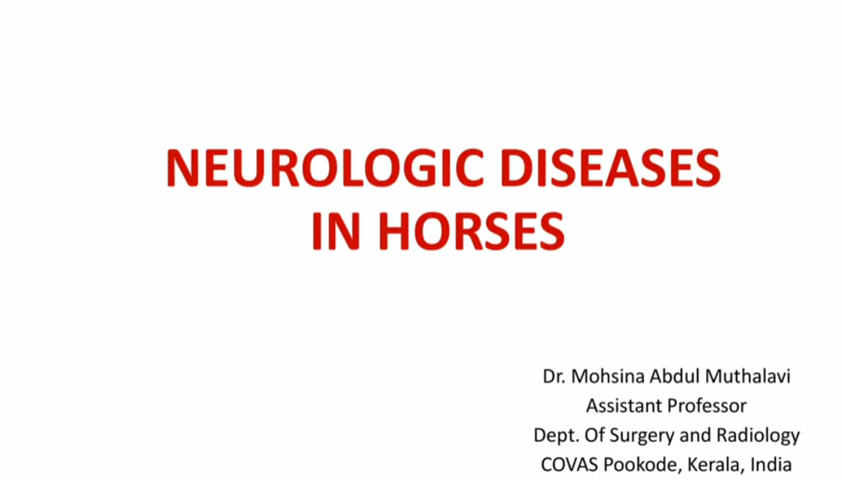 NEUROLOGIC DISEASES
IN HORSES
Dr. Mohsina Abdul Muthalavi
Assistant Professor
Dept. Of Surgery and Radiology
COVAS Pookode, Kerala, India